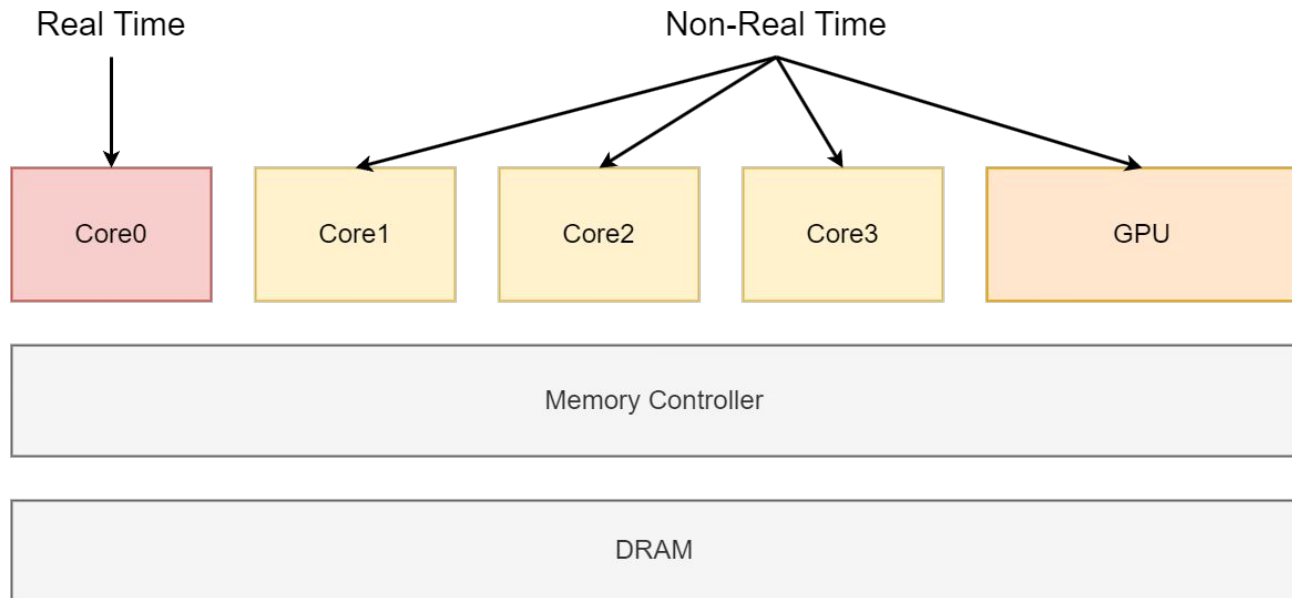 Real Time
Non-Real Time
Core0
Core1
Core2
Core3
GPU
Memory Controller
DRAM